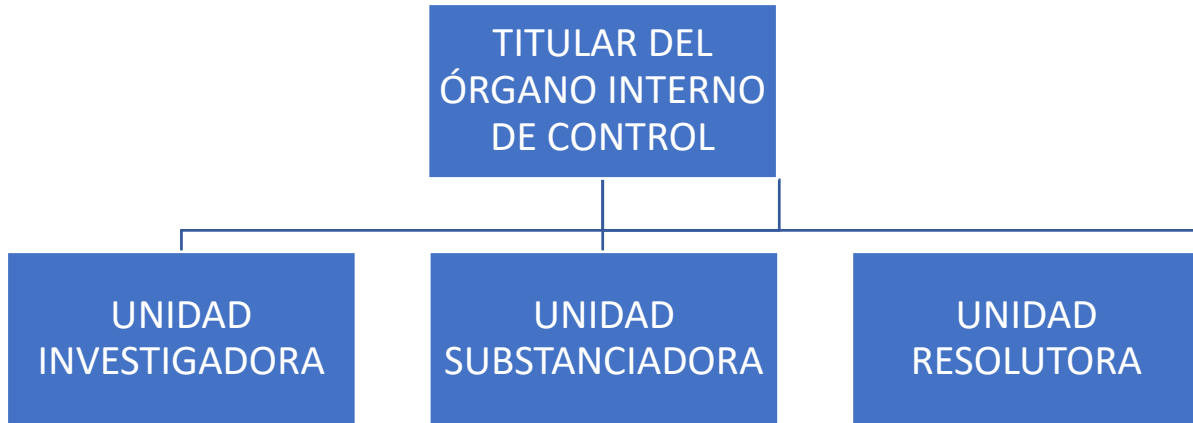 TITULAR DEL
ÓRGANO INTERNO
DE CONTROL
UNIDAD
INVESTIGADORA
UNIDAD
SUBSTANCIADORA
UNIDAD
RESOLUTORA